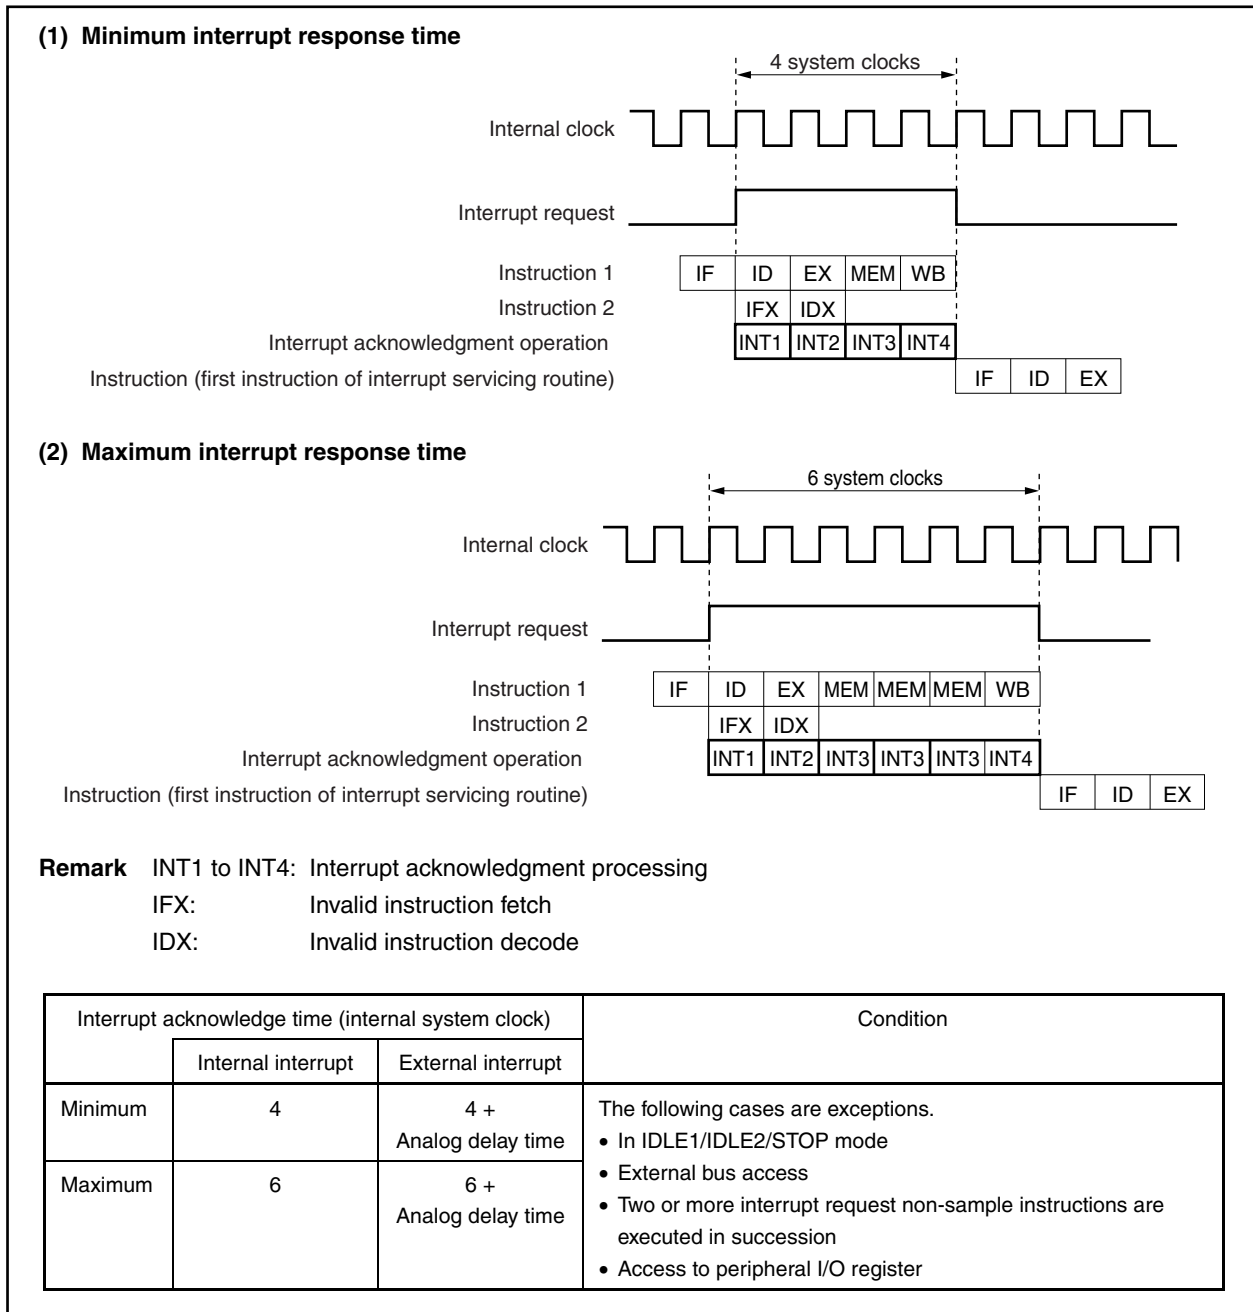 (1) Minimum interrupt response time
4 system clocks
Internal clock
Interrupt request
Instruction 1 IF ID EX MEM WB
Instruction 2 IFX IDX
Interrupt acknowledgment operation INT1 INT2 INT3 INT4
Instruction (first instruction of interrupt servicing routine) IF ID EX
(2) Maximum interrupt response time
6 system clocks
Internal clock
Interrupt request
Instruction 1 IF ID EX MEM MEM MEM WB
Instruction 2 IFX IDX
Interrupt acknowledgment operation INT1 INT2 INT3 INT3 INT3 INT4
Instruction (first instruction of interrupt servicing routine) IF ID EX
Remark INT1 to INT4: Interrupt acknowledgment processing
IFX: Invalid instruction fetch
IDX: Invalid instruction decode
Interrupt acknowledge time (internal system clock) Condition
Internal interrupt External interrupt
Minimum 4 4 +
Analog delay time
Maximum 6 6 +
Analog delay time
The following cases are exceptions.
• In IDLE1/IDLE2/STOP mode
• External bus access
• Two or more interrupt request non-sample instructions are
executed in succession
• Access to peripheral I/O register